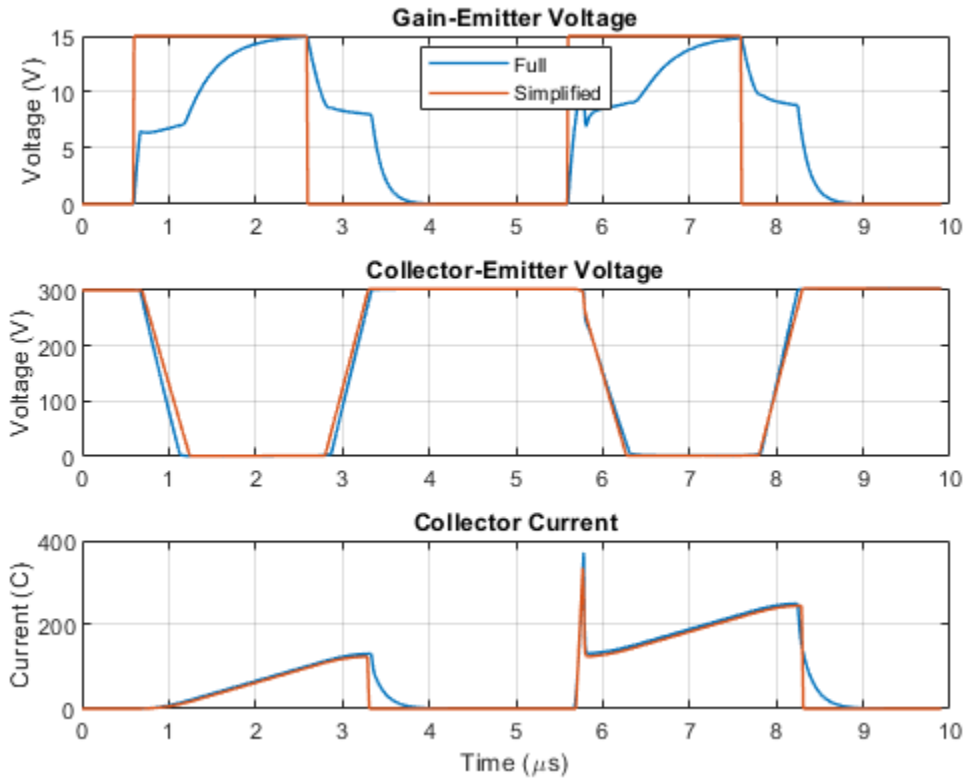 Gain-Emitter Voltage
Voltage (V)
15
10
5
0
Full
Simplified
0 1 2 3 4 5 6 7 8 9 10
Collector-Emitter Voltage
Voltage (V)
300
200
100
0
0 1 2 3 4 5 6 7 8 9 10
Collector Current
Current (C)
400
200
0
0 1 2 3 4 5 6 7 8 9 10
Time (μs)